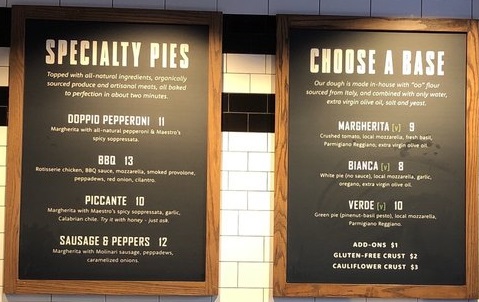 SPECIALTY PIES
Topped with all-natural ingredients, organically
sourced produce and artisanal meats, all baked
to perfection in about two minutes.
DOPPIO PEPPERONI 11
Margherita with all-natural pepperoni & Maestro's
spicy soppressata.
BBQ 13
Rotisserie chicken, BBQ sauce, mozzarella, smoked provolone,
peppadews, red onion, cilantro.
PICCANTE 10
Margherita with Maestro's spicy soppressata, garlic,
Calabrian chile. Try it with honey - just ask.
SAUSAGE & PEPPERS 12
Margherita with Molinari sausage, peppadews,
caramelized onions.
CHOOSE A BASE
Our dough is made in-house with "00" flour
sourced from Italy, and combined with only water,
extra virgin olive oil, salt and yeast.
MARGHERITA [v] 9
Crushed tomato, local mozzarella, fresh basil,
Parmigiano Reggiano, extra virgin olive oil.
BIANCA [v] 8
White pie (no sauce), local mozzarella, garlic,
oregano, extra virgin olive oil.
VERDE [v] 10
Green pie (pinenut-basil pesto), local mozzarella,
Parmigiano Reggiano.
ADD-ONS $1
GLUTEN-FREE CRUST $2
CAULIFLOWER CRUST $3